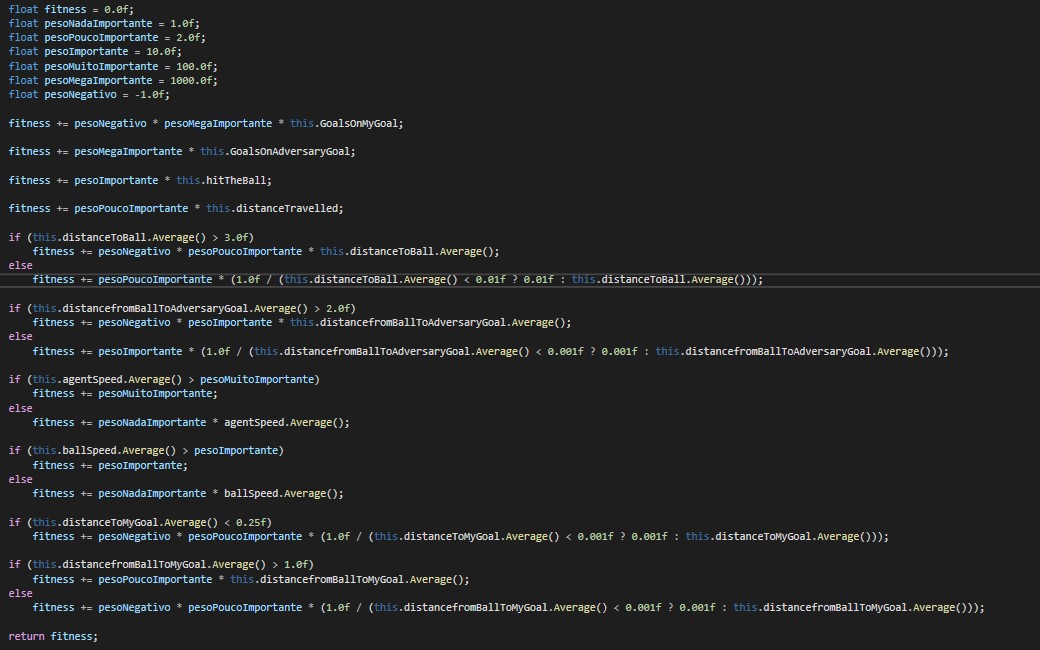 float fitness = 0.0f;
float pesoNadaImportante = 1.0f;
float pesoPoucoImportante = 2.0f;
float pesoImportante = 10.0f;
float pesoMuitoImportante = 100.0f;
float pesoMegaImportante = 1000.0f;
float pesoNegativo = -1.0f;
fitness += pesoNegativo * pesoMegaImportante * this.GoalsOnMyGoal;
fitness += pesoMegaImportante * this.GoalsOnAdversaryGoal;
fitness += pesoImportante * this.hitTheBall;
fitness += pesoPoucoImportante * this.distanceTravelled;
if (this.distanceToBall.Average() > 3.0f)
fitness += pesoNegativo * pesoPoucoImportante * this.distanceToBall.Average();
else
fitness += pesoPoucoImportante * (1.0f / (this.distanceToBall.Average() < 0.01f ? 0.01f : this.distanceToBall.Average()));
if (this.distancefromBallToAdversaryGoal.Average() > 2.0f)
fitness += pesoNegativo * pesoImportante * this.distancefromBallToAdversaryGoal.Average();
else
fitness += pesoImportante * (1.0f / (this.distancefromBallToAdversaryGoal.Average() < 0.001f ? 0.001f : this.distancefromBallToAdversaryGoal.Average()));
if (this.agentSpeed.Average() > pesoMuitoImportante)
fitness += pesoMuitoImportante;
else
fitness += pesoNadaImportante * agentSpeed.Average();
if (this.ballSpeed.Average() > pesoImportante)
fitness += pesoImportante;
else
fitness += pesoNadaImportante * ballSpeed.Average();
if (this.distanceToMyGoal.Average() < 0.25f)
fitness += pesoNegativo * pesoPoucoImportante * (1.0f / (this.distanceToMyGoal.Average() < 0.001f ? 0.001f : this.distanceToMyGoal.Average()));
if (this.distancefromBallToMyGoal.Average() > 1.0f)
fitness += pesoPoucoImportante * this.distancefromBallToMyGoal.Average();
else
fitness += pesoNegativo * pesoPoucoImportante * (1.0f / (this.distancefromBallToMyGoal.Average() < 0.001f ? 0.001f : this.distancefromBallToMyGoal.Average()));
return fitness;